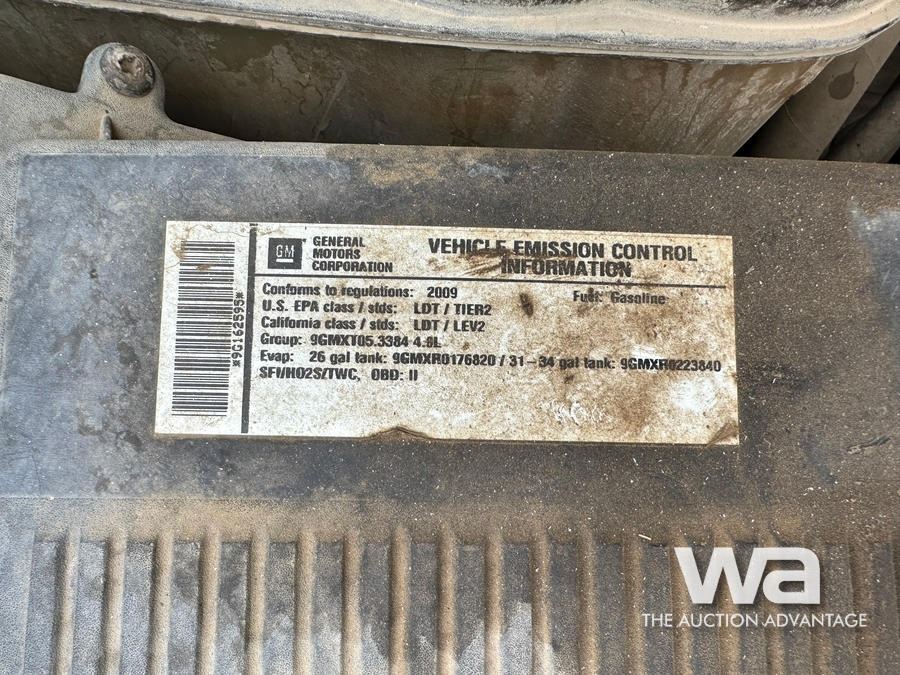 *9G162595*
GM
GENERAL
MOTORS
CORPORATION
VEHICLE EMISSION CONTROL
INFORMATION
Conforms to regulations: 2009 Fuel: Gasoline
U.S. EPA class / stds: LDT / TIER2
California class / stds: LDT / LEV2
Group: 9GMXT05.3384 4.8L
Evap: 26 gal tank: 9GMXR0176820 / 31-34 gal tank: 9GMXR0223840
SFI/HO2S/TWC, OBD: II
wa
THE AUCTION ADVANTAGE